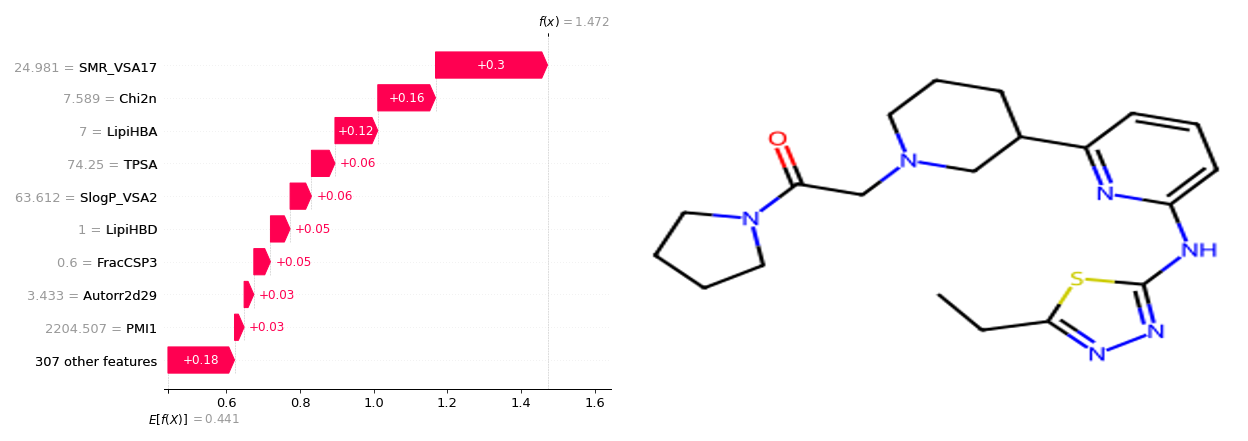 f(x) = 1.472
24.981 = SMR_VSA17
+0.3
7.589 = Chi2n
+0.16
7 = LipiHBA
+0.12
74.25 = TPSA
+0.06
63.612 = SlogP_VSA2
+0.06
1 = LipiHBD
+0.05
0.6 = FracCSP3
+0.05
3.433 = Autorr2d29
+0.03
2204.507 = PMI1
+0.03
307 other features
+0.18
0.6 0.8 1.0 1.2 1.4 1.6
E[f(X)] = 0.441
O
N
N
N
NH
S
N
N